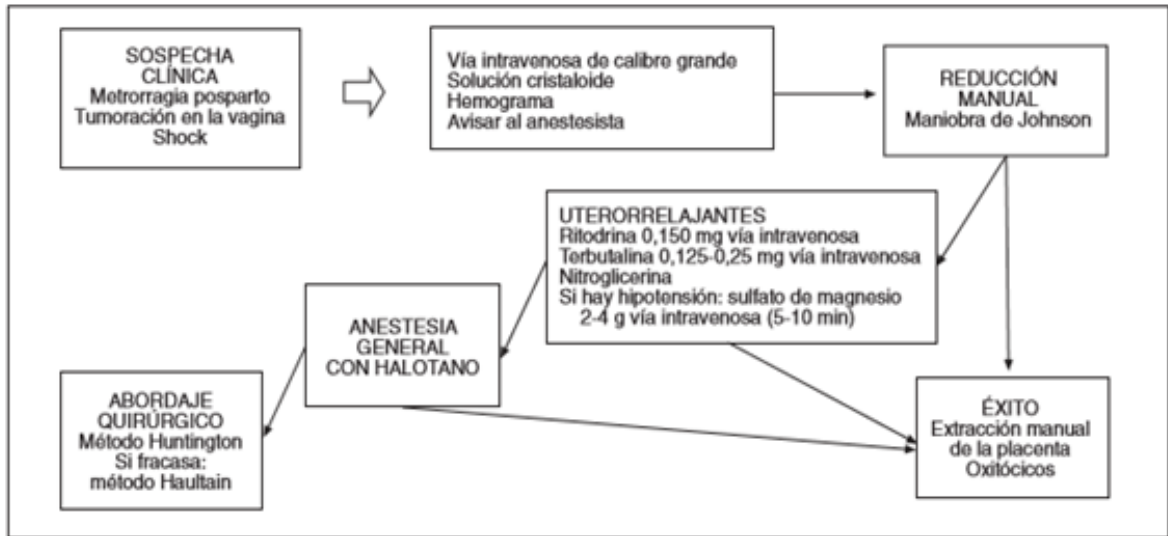 SOSPECHA
CLÍNICA
Metrorragia posparto
Tumoración en la vagina
Shock
Vía intravenosa de calibre grande
Solución cristaloide
Hemograma
Avisar al anestesista
REDUCCIÓN
MANUAL
Maniobra de Johnson
UTERORRELAJANTES
Ritodrina 0,150 mg vía intravenosa
Terbutalina 0,125-0,25 mg vía intravenosa
Nitroglicerina
Si hay hipotensión: sulfato de magnesio
2-4 g vía intravenosa (5-10 min)
ANESTESIA
GENERAL
CON HALOTANO
ABORDAJE
QUIRÚRGICO
Método Huntington
Si fracasa:
método Haultain
ÉXITO
Extracción manual
de la placenta
Oxitócicos